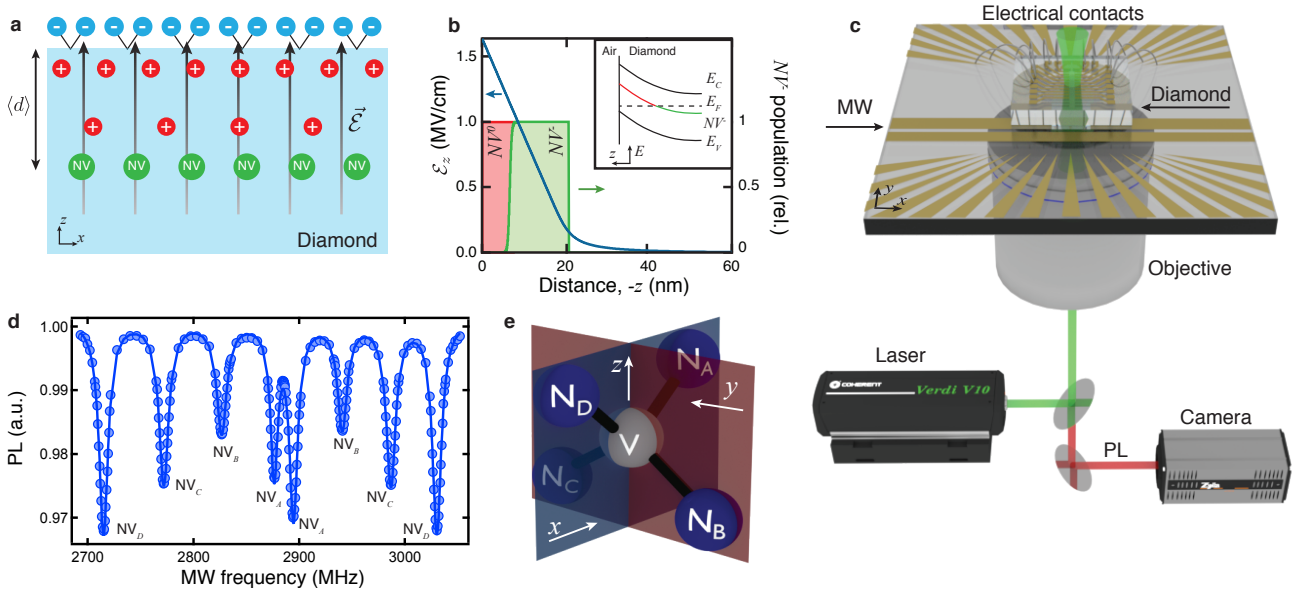 a
- - - - - - - - - - - -
+ + + + + + +
⟨d⟩
+ + + +
ℰ⃗
NV NV NV NV NV NV
z
x
Diamond
b
ℰz (MV/cm)
1.5
1.0
0.5
0.0
NV⁰
NV⁻
Air Diamond
EC
EF
NV⁻
EV
z E
1
0.5
0
NV⁻ population (rel.)
0 20 40 60
Distance, -z (nm)
c
Electrical contacts
MW
Diamond
y
x
Objective
Laser
COHERENT
Verdi V10
Camera
PL
Zyla
d
PL (a.u.)
1.00
0.99
0.98
0.97
NVD
NVC
NVB
NVA
NVA
NVB
NVC
NVD
2700 2800 2900 3000
MW frequency (MHz)
e
z
NA
y
ND
V
NC
x
NB